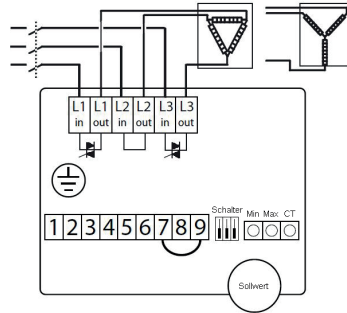 L1 L1 L2 L2 L3 L3
in out in out in out
1 2 3 4 5 6 7 8 9
Schalter Min Max CT
Sollwert